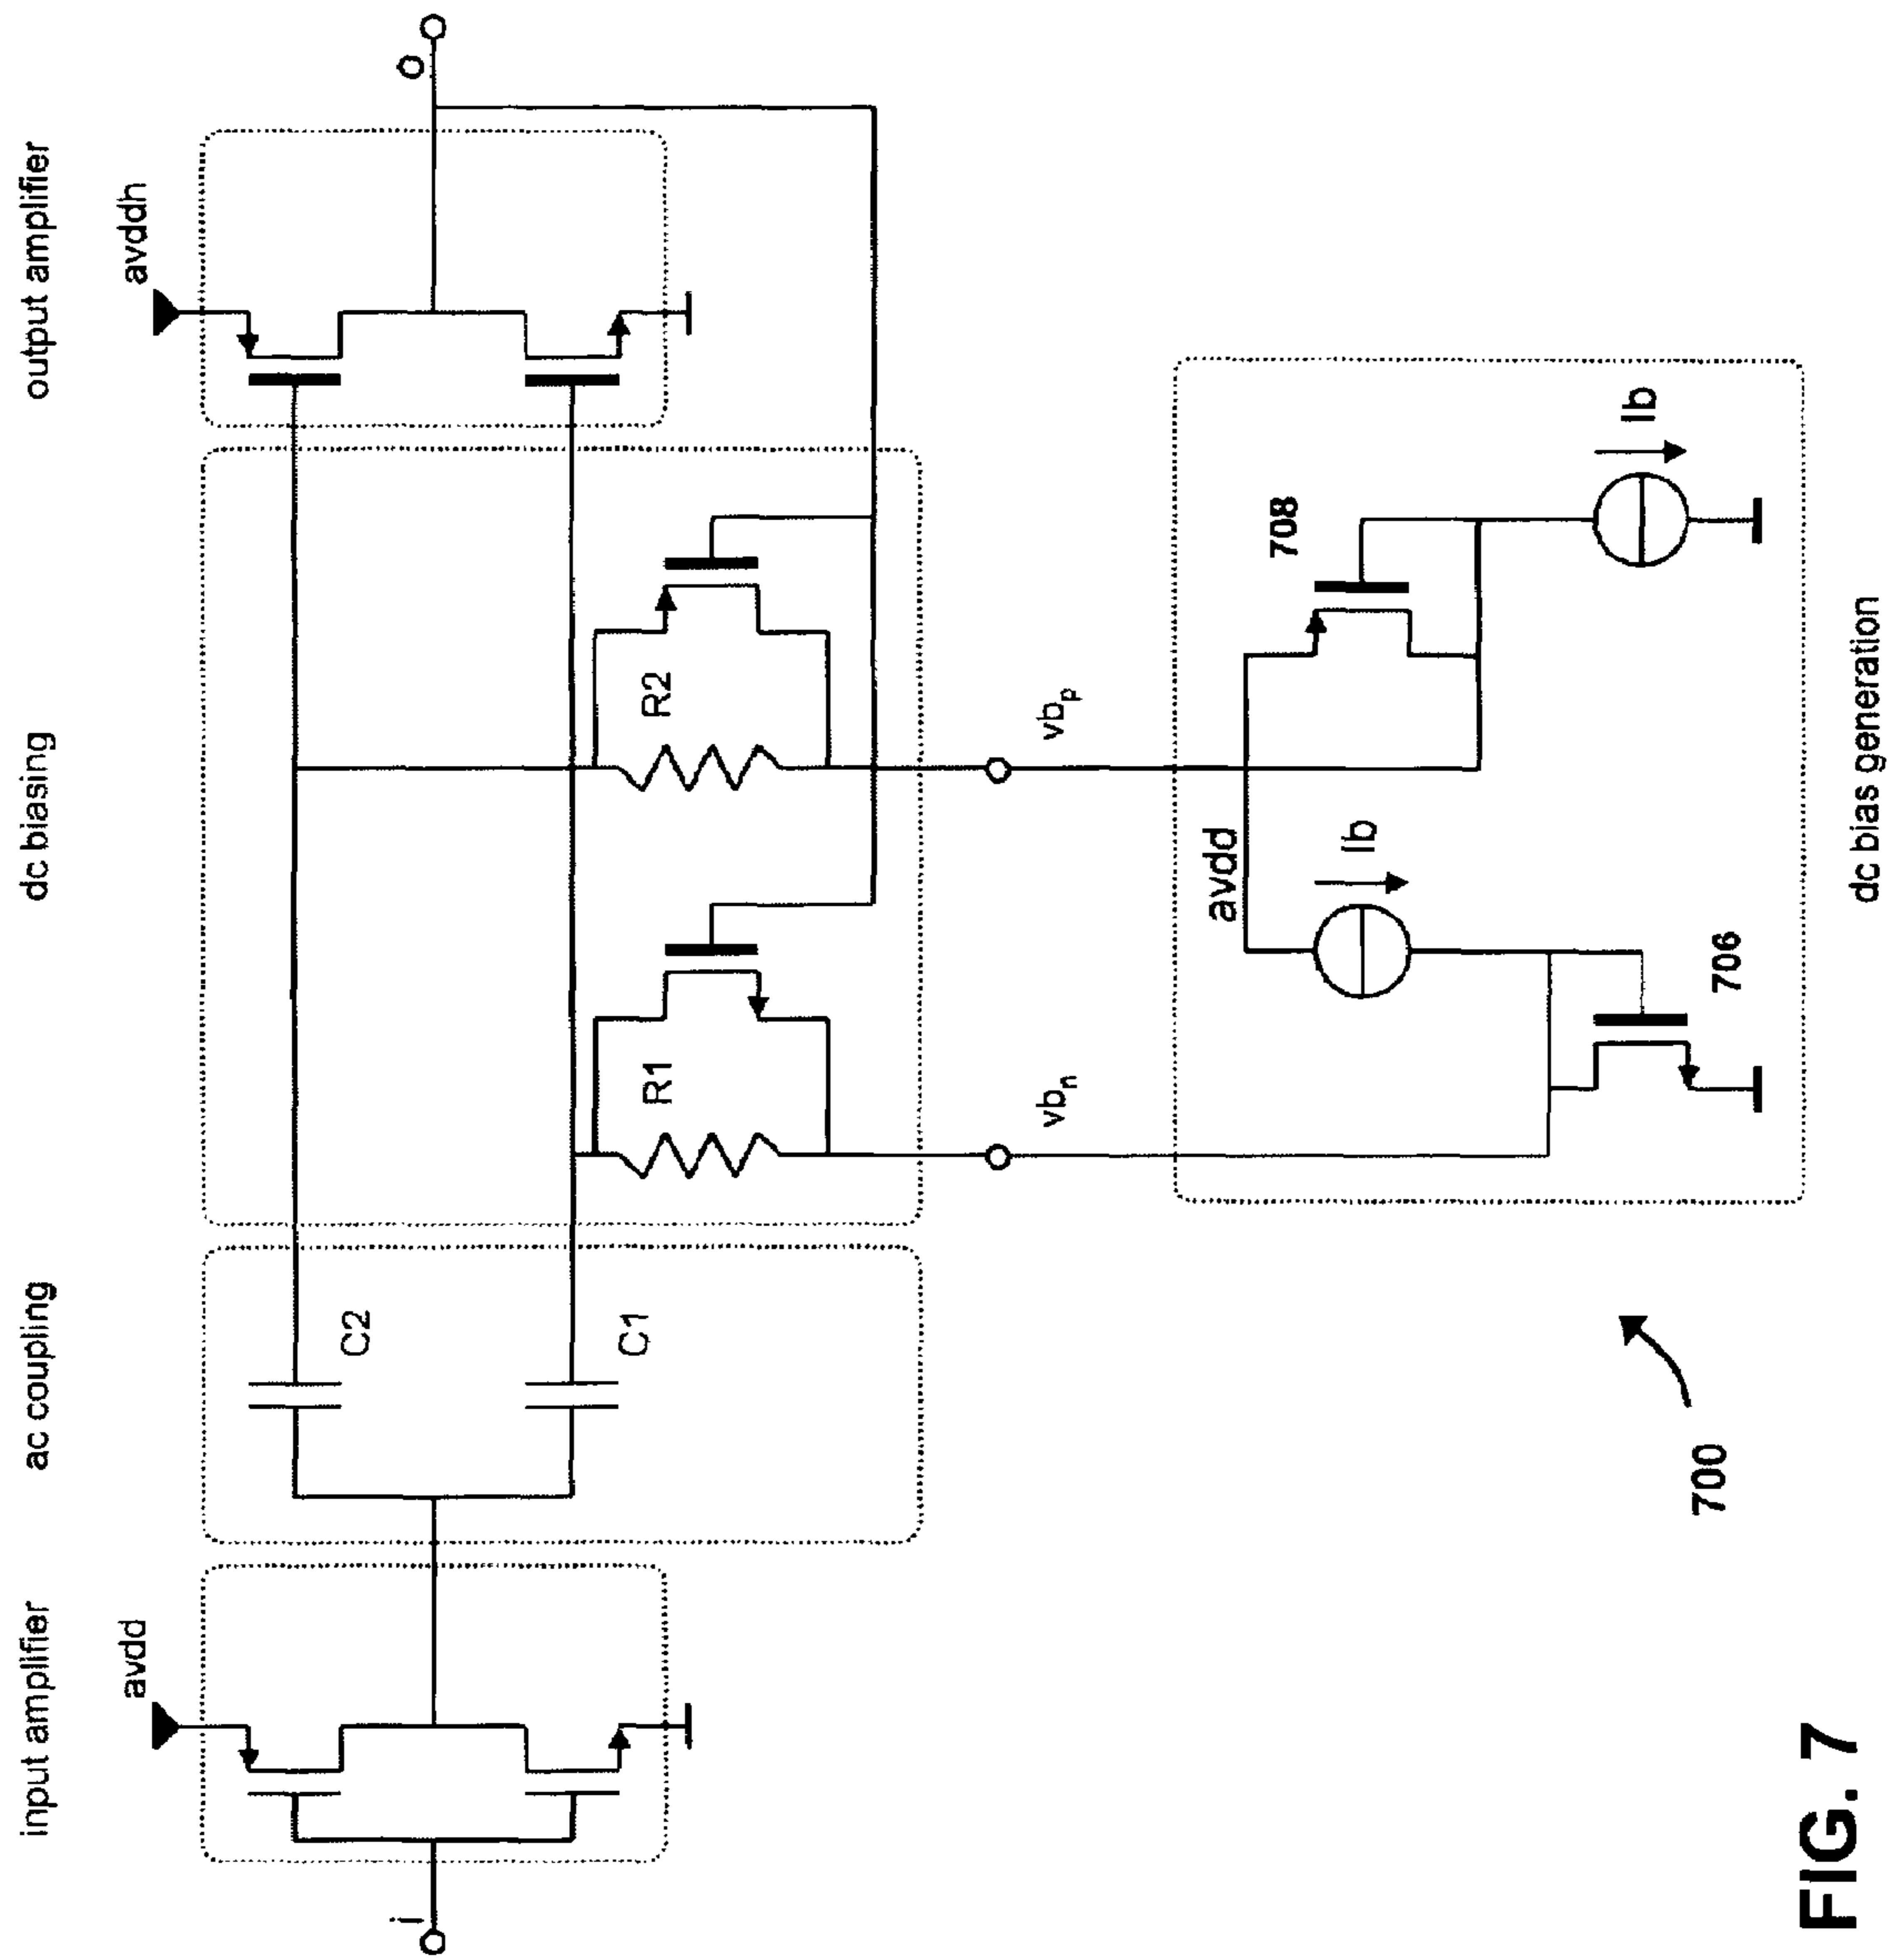 input amplifier
ac coupling
dc biasing
output amplifier
avdd
avddh
i
o
C2
C1
R1
R2
vbn
vbp
avdd
Ib
708
Ib
706
dc bias generation
700
FIG. 7